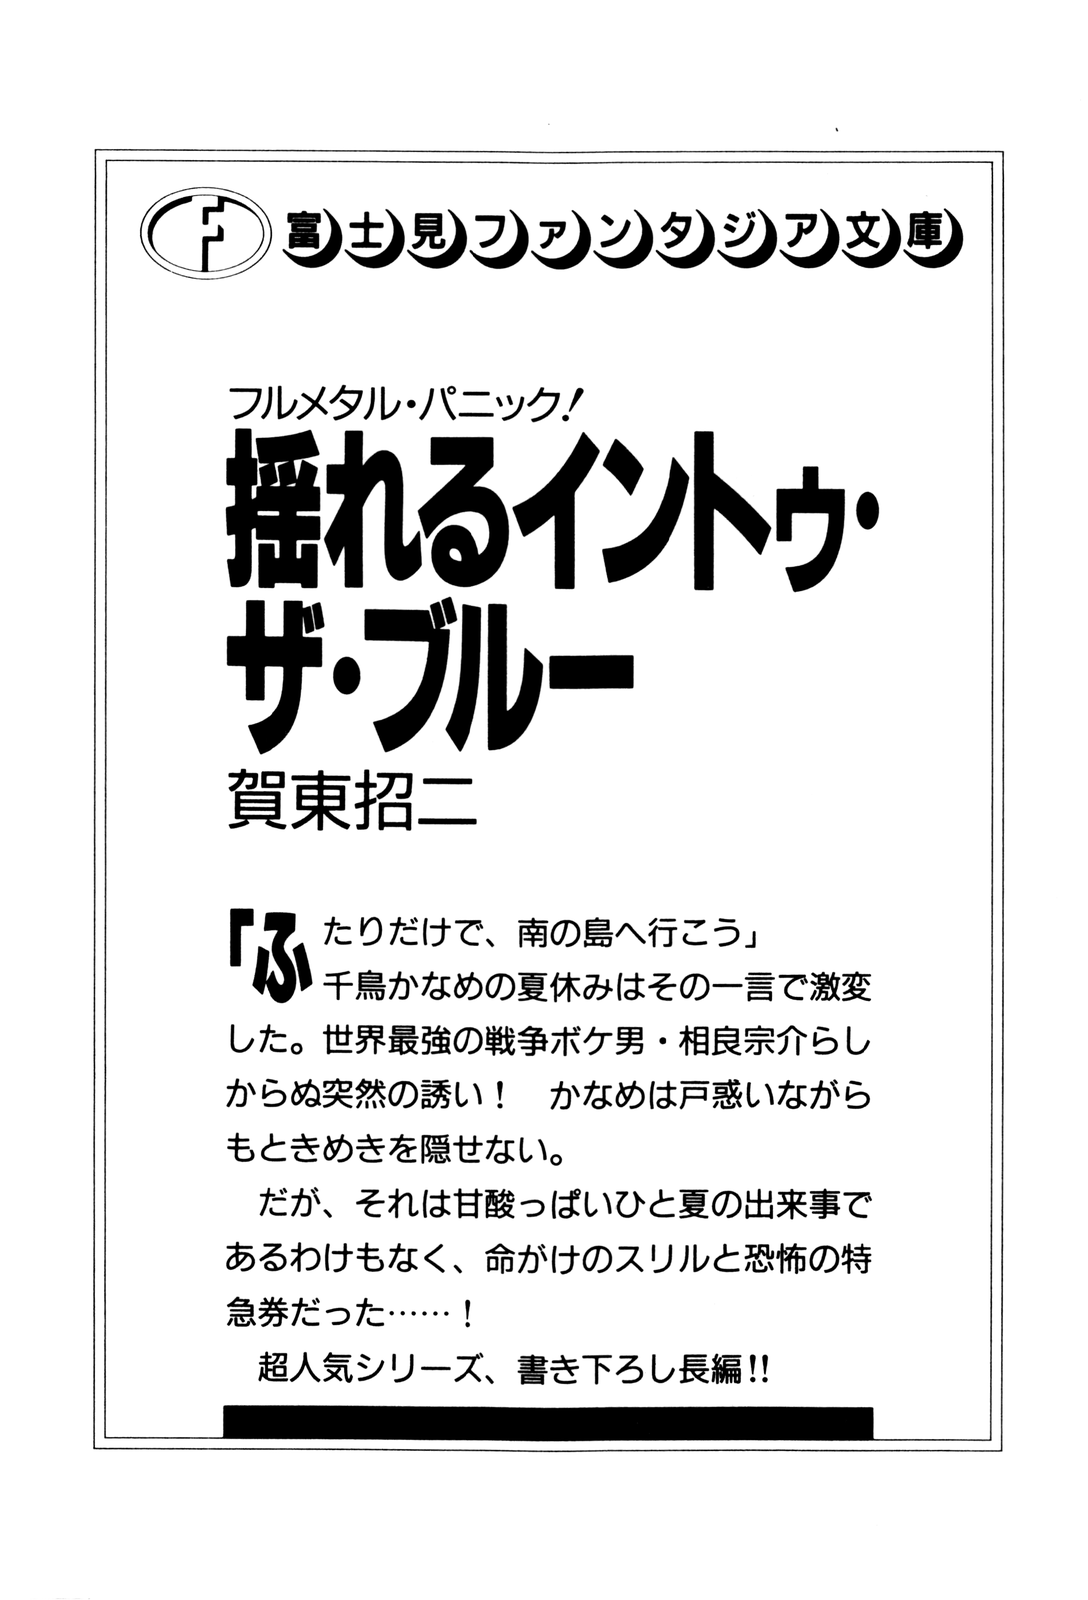 富士見ファンタジア文庫
フルメタル・パニック!
揺れるイントゥ・
ザ・ブルー
賀東招二
「ふたりだけで、南の島へ行こう」
千鳥かなめの夏休みはその一言で激変
した。世界最強の戦争ボケ男・相良宗介らし
からぬ突然の誘い! かなめは戸惑いながら
もときめきを隠せない。
だが、それは甘酸っぱいひと夏の出来事で
あるわけもなく、命がけのスリルと恐怖の特
急券だった……!
超人気シリーズ、書き下ろし長編!!